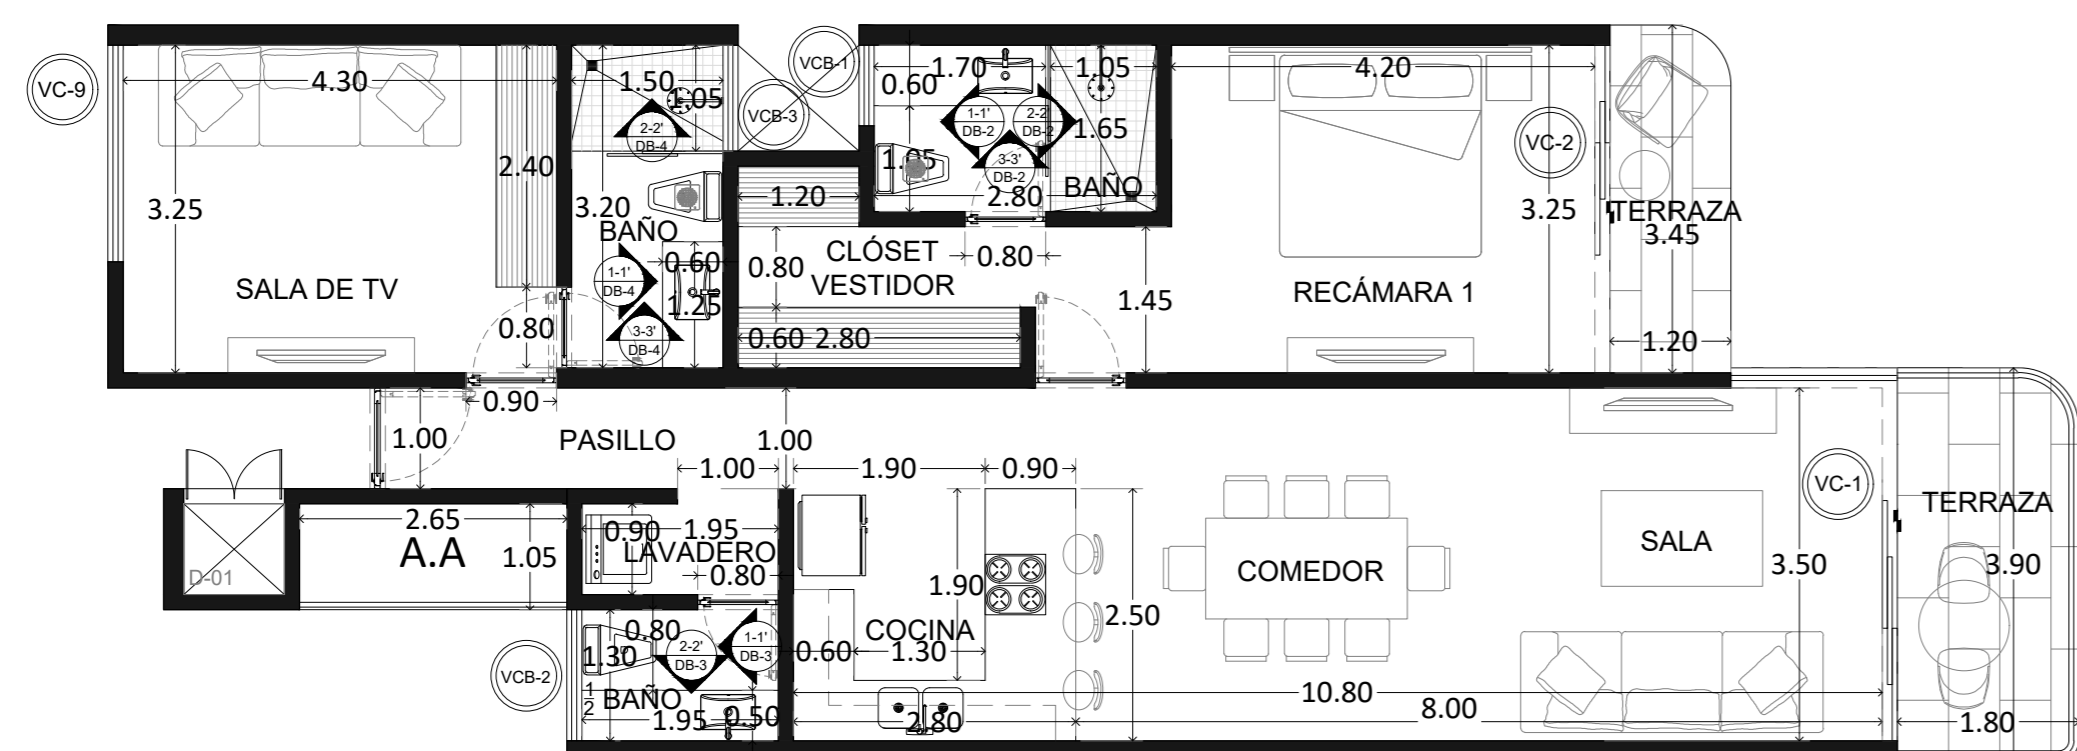 VC-9
4.30
3.25
2.40
SALA DE TV
0.80
0.90
1.50
1.05
2-2'
DB-4
3.20
BAÑO
0.60
1-1'
DB-4
1.25
3-3'
DB-4
VCB-3
VCB-1
1.70
0.60
1.05
1-1'
DB-2
2-2'
DB-2
1.65
1.05
3-3'
DB-2
2.80
BAÑO
1.20
CLÓSET
VESTIDOR
0.80
0.80
0.60
2.80
1.45
4.20
VC-2
3.25
RECÁMARA 1
TERRAZA
3.45
1.20
1.00
PASILLO
1.00
1.00
1.90
0.90
D-01
2.65
A.A
1.05
0.90
1.95
LAVADERO
0.80
VCB-2
0.80
1.30
2-2'
DB-3
1-1'
DB-3
1
2
BAÑO
1.95
0.50
1.90
COCINA
0.60
1.30
2.80
2.50
COMEDOR
SALA
VC-1
3.50
10.80
8.00
TERRAZA
3.90
1.80